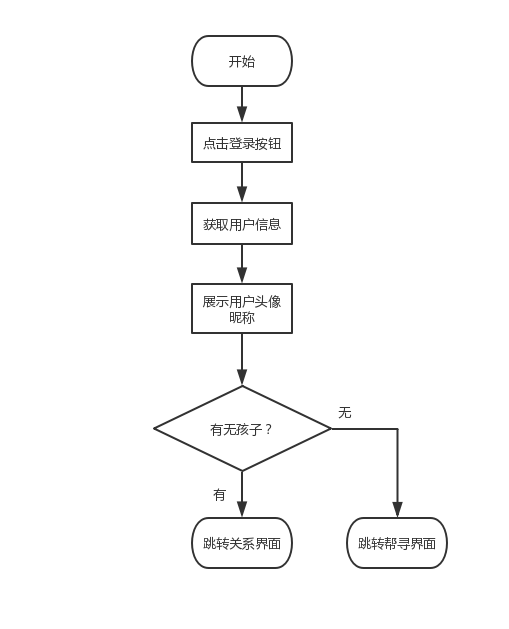 开始
点击登录按钮
获取用户信息
展示用户头像
昵称
有无孩子？
无
有
跳转关系界面
跳转帮寻界面